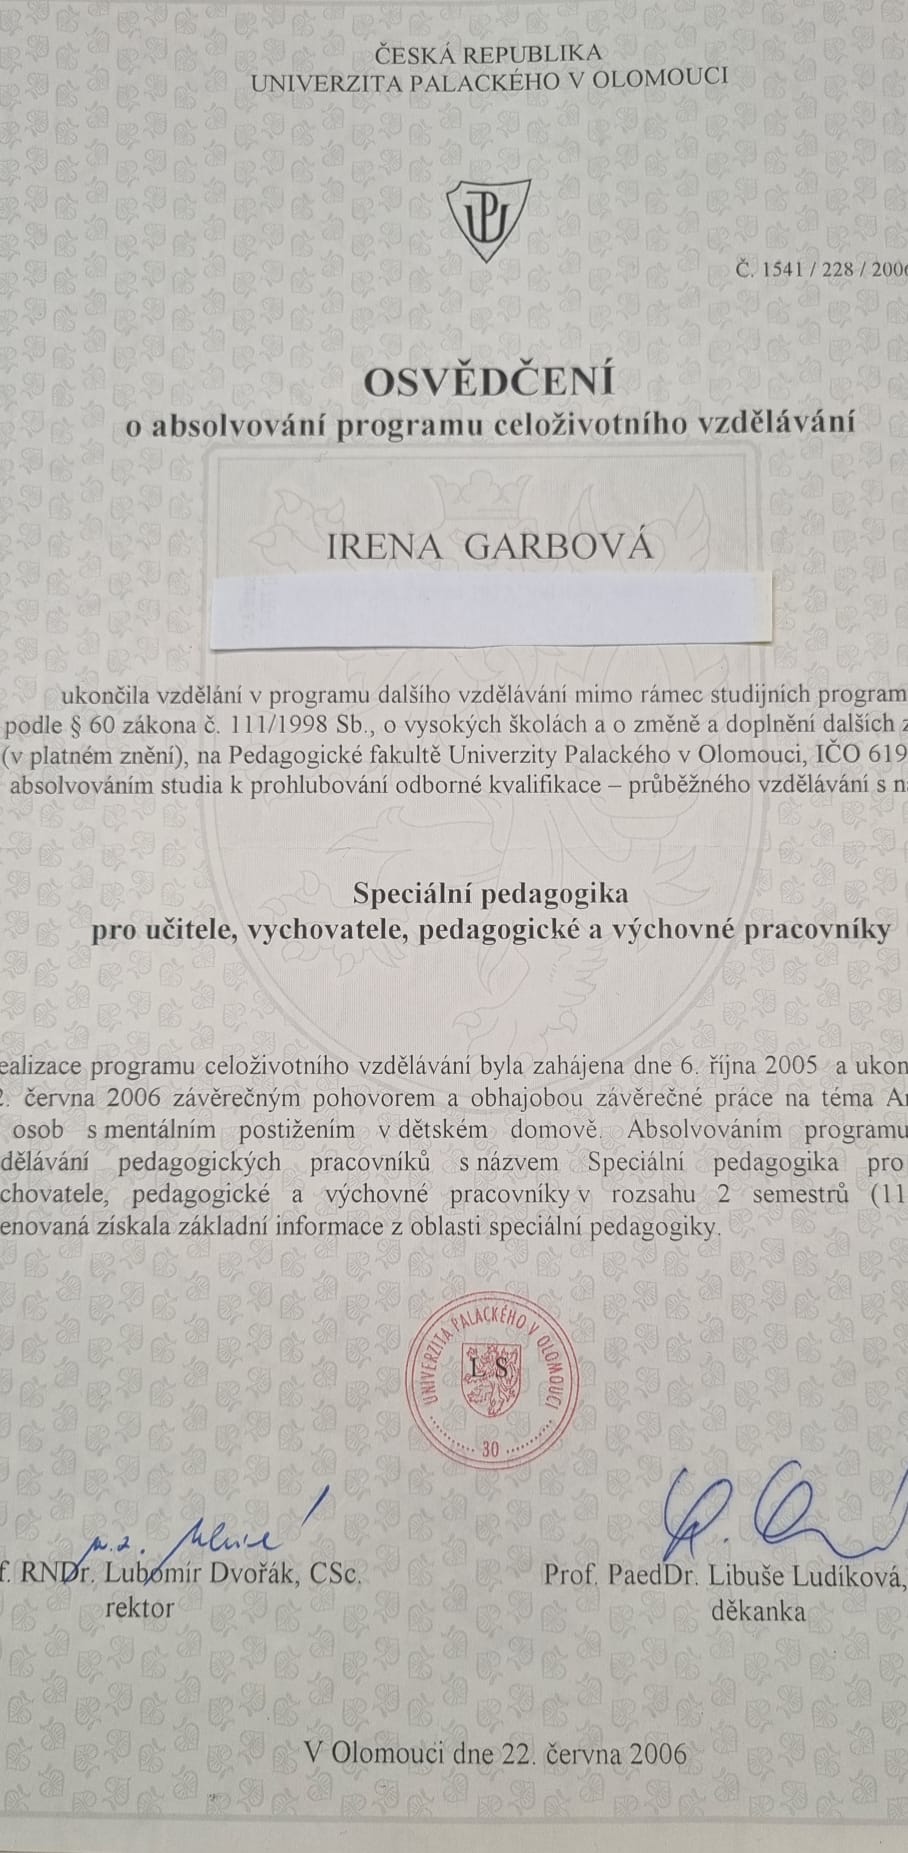 ČESKÁ REPUBLIKA
UNIVERZITA PALACKÉHO V OLOMOUCI
UP
Č. 1541 / 228 / 200
OSVĚDČENÍ
o absolvování programu celoživotního vzdělávání
IRENA GARBOVÁ
ukončila vzdělání v programu dalšího vzdělávání mimo rámec studijních program
podle § 60 zákona č. 111/1998 Sb., o vysokých školách a o změně a doplnění dalších z
(v platném znění), na Pedagogické fakultě Univerzity Palackého v Olomouci, IČO 619
absolvováním studia k prohlubování odborné kvalifikace – průběžného vzdělávání s n
Speciální pedagogika
pro učitele, vychovatele, pedagogické a výchovné pracovníky
ealizace programu celoživotního vzdělávání byla zahájena dne 6. října 2005 a ukon
2. června 2006 závěrečným pohovorem a obhajobou závěrečné práce na téma A
osob s mentálním postižením v dětském domově. Absolvováním programu
dělávání pedagogických pracovníků s názvem Speciální pedagogika pro
chovatele, pedagogické a výchovné pracovníky v rozsahu 2 semestrů (11
enovaná získala základní informace z oblasti speciální pedagogiky.
UNIVERZITA PALACKÉHO V OLOMOUCI
L S
30
f. RNDr. Lubomír Dvořák, CSc.
rektor
Prof. PaedDr. Libuše Ludíková,
děkanka
V Olomouci dne 22. června 2006